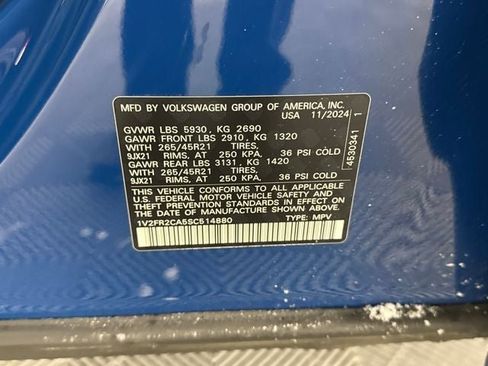 MFD BY VOLKSWAGEN GROUP OF AMERICA, INC.
USA 11/2024
GVWR LBS 5930, KG 2690
GAWR FRONT LBS 2910, KG 1320
WITH 265/45R21 TIRES,
9JX21 RIMS, AT 250 KPA, 36 PSI COLD
GAWR REAR LBS 3131, KG 1420
WITH 265/45R21 TIRES,
9JX21 RIMS, AT 250 KPA, 36 PSI COLD
THIS VEHICLE CONFORMS TO ALL APPLICABLE
U.S. FEDERAL MOTOR VEHICLE SAFETY AND
THEFT PREVENTION STANDARDS IN EFFECT ON THE
DATE OF MANUFACTURE SHOWN ABOVE.
1V2FR2CA5SC514880 TYPE: MPV
4530341 1